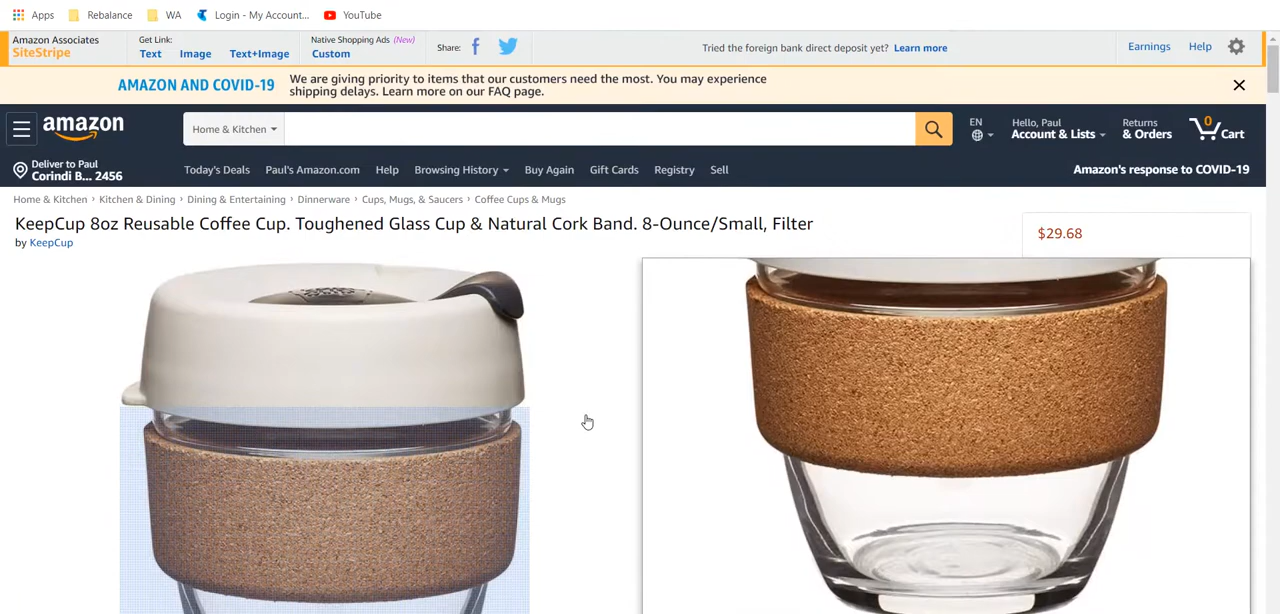 Apps Rebalance WA Login - My Account... YouTube
Amazon Associates
SiteStripe
Get Link:
Text Image Text+Image
Native Shopping Ads (New)
Custom
Share:
Tried the foreign bank direct deposit yet? Learn more
Earnings Help
AMAZON AND COVID-19
We are giving priority to items that our customers need the most. You may experience
shipping delays. Learn more on our FAQ page.
amazon
Home & Kitchen
EN
Hello, Paul
Account & Lists
Returns
& Orders
0
Cart
Deliver to Paul
Corindi B... 2456
Today's Deals Paul's Amazon.com Help Browsing History Buy Again Gift Cards Registry Sell
Amazon's response to COVID-19
Home & Kitchen › Kitchen & Dining › Dining & Entertaining › Dinnerware › Cups, Mugs, & Saucers › Coffee Cups & Mugs
KeepCup 8oz Reusable Coffee Cup. Toughened Glass Cup & Natural Cork Band. 8-Ounce/Small, Filter
by KeepCup
$29.68